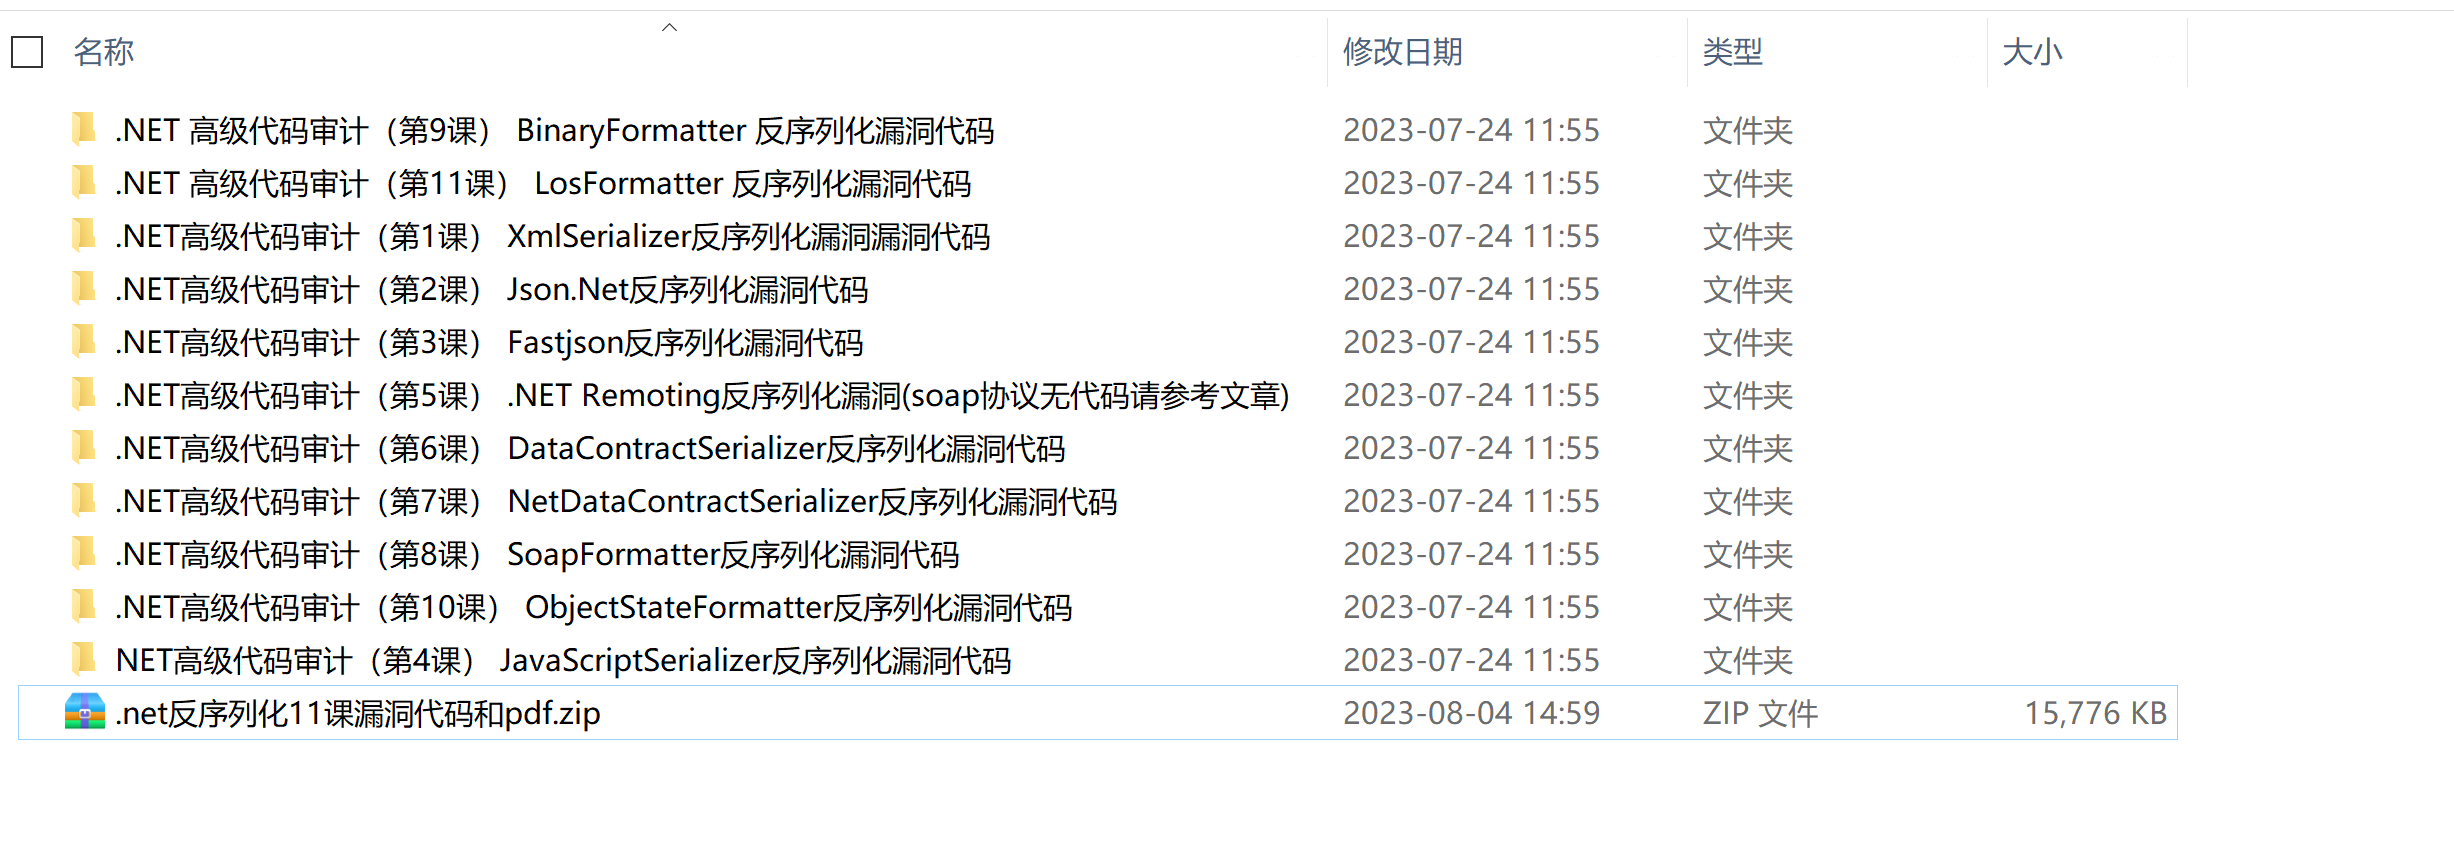 名称 修改日期 类型 大小
.NET 高级代码审计（第9课） BinaryFormatter 反序列化漏洞代码 2023-07-24 11:55 文件夹
.NET 高级代码审计（第11课） LosFormatter 反序列化漏洞代码 2023-07-24 11:55 文件夹
.NET高级代码审计（第1课） XmlSerializer反序列化漏洞漏洞代码 2023-07-24 11:55 文件夹
.NET高级代码审计（第2课） Json.Net反序列化漏洞代码 2023-07-24 11:55 文件夹
.NET高级代码审计（第3课） Fastjson反序列化漏洞代码 2023-07-24 11:55 文件夹
.NET高级代码审计（第5课） .NET Remoting反序列化漏洞(soap协议无代码请参考文章) 2023-07-24 11:55 文件夹
.NET高级代码审计（第6课） DataContractSerializer反序列化漏洞代码 2023-07-24 11:55 文件夹
.NET高级代码审计（第7课） NetDataContractSerializer反序列化漏洞代码 2023-07-24 11:55 文件夹
.NET高级代码审计（第8课） SoapFormatter反序列化漏洞代码 2023-07-24 11:55 文件夹
.NET高级代码审计（第10课） ObjectStateFormatter反序列化漏洞代码 2023-07-24 11:55 文件夹
NET高级代码审计（第4课） JavaScriptSerializer反序列化漏洞代码 2023-07-24 11:55 文件夹
.net反序列化11课漏洞代码和pdf.zip 2023-08-04 14:59 ZIP 文件 15,776 KB